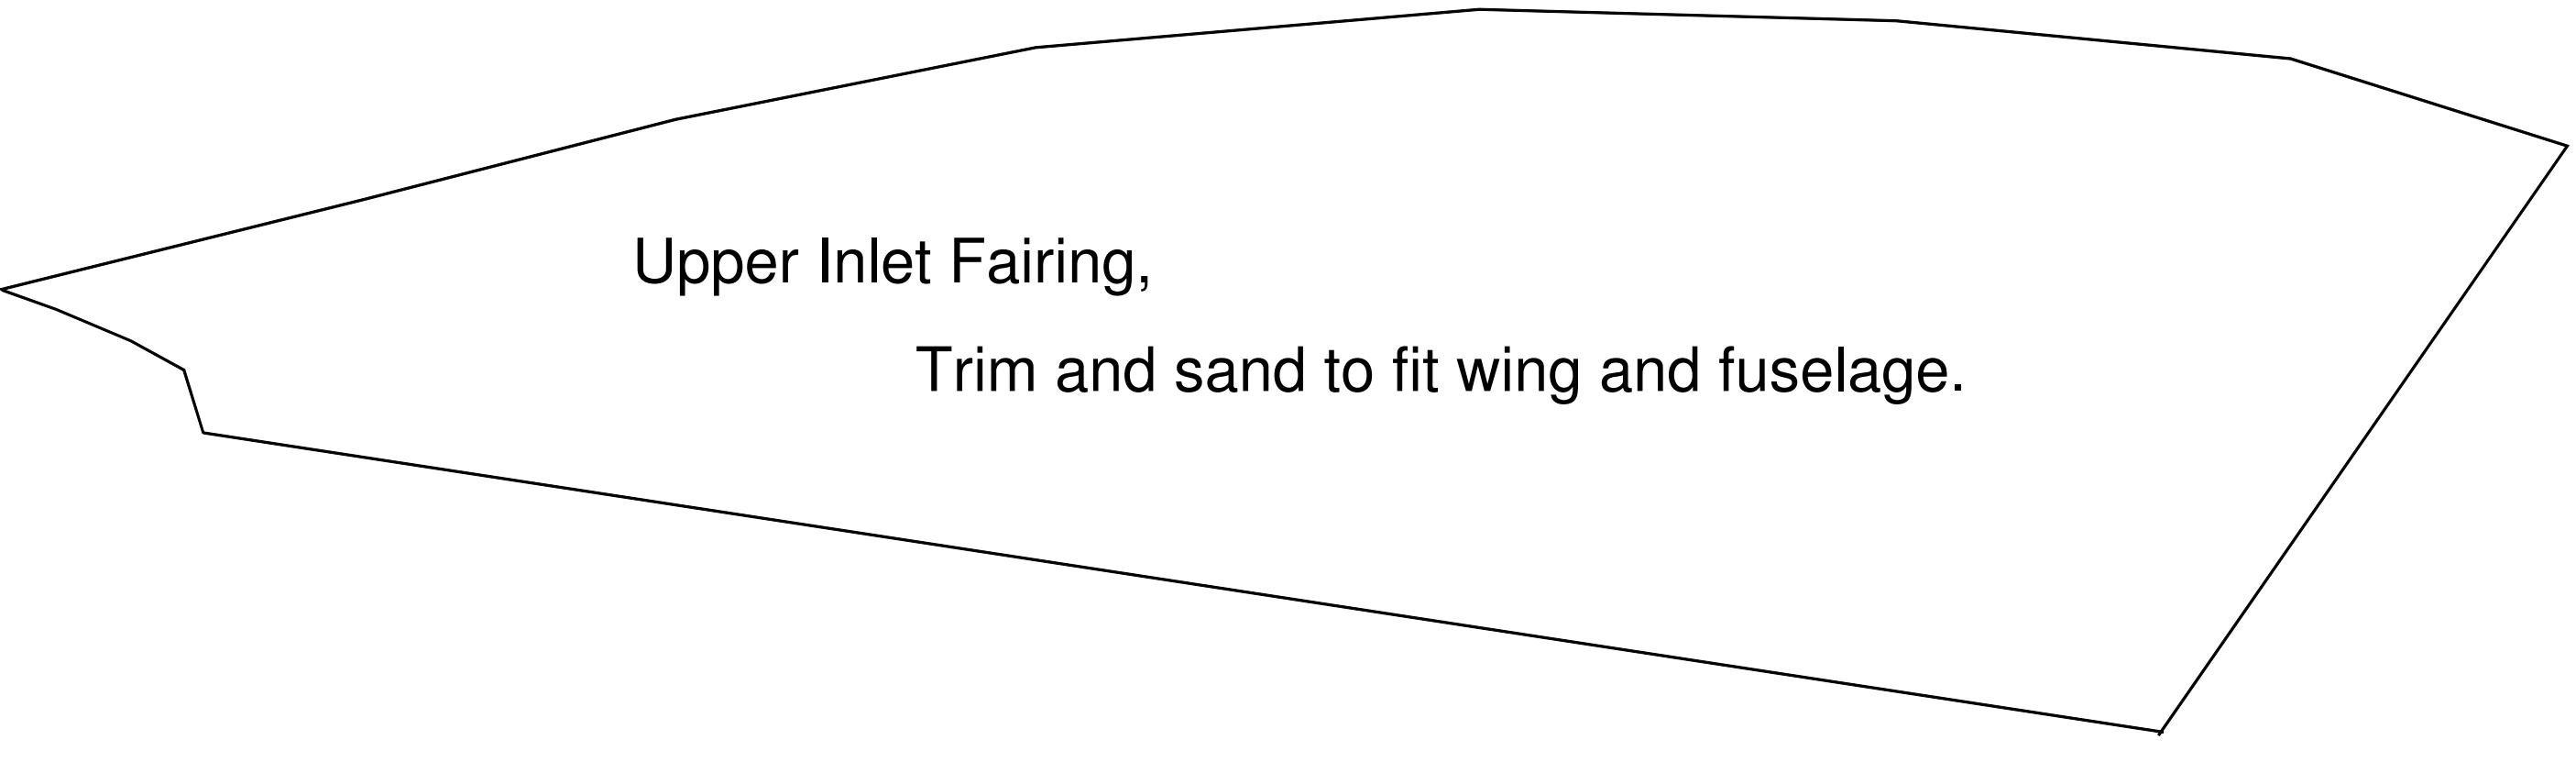 Upper Inlet Fairing,
Trim and sand to fit wing and fuselage.